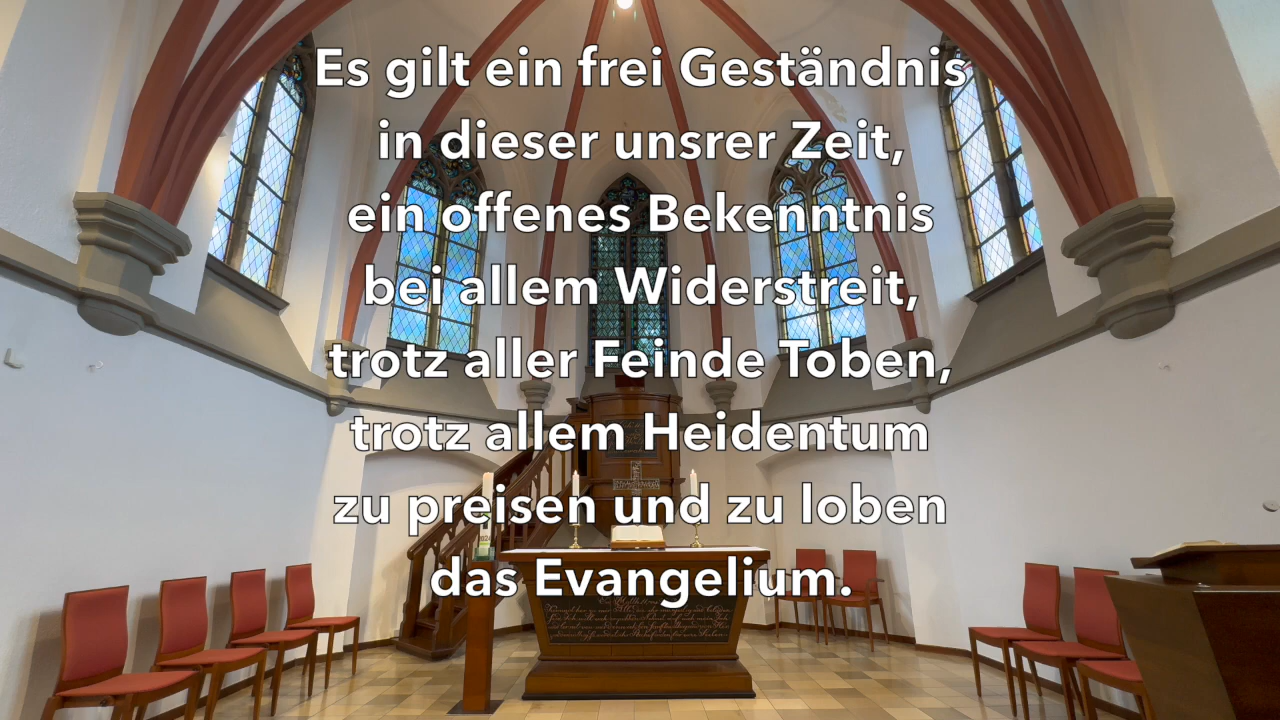 Es gilt ein frei Geständnis
in dieser unsrer Zeit,
ein offenes Bekenntnis
bei allem Widerstreit,
trotz aller Feinde Toben,
trotz allem Heidentum
zu preisen und zu loben
das Evangelium.